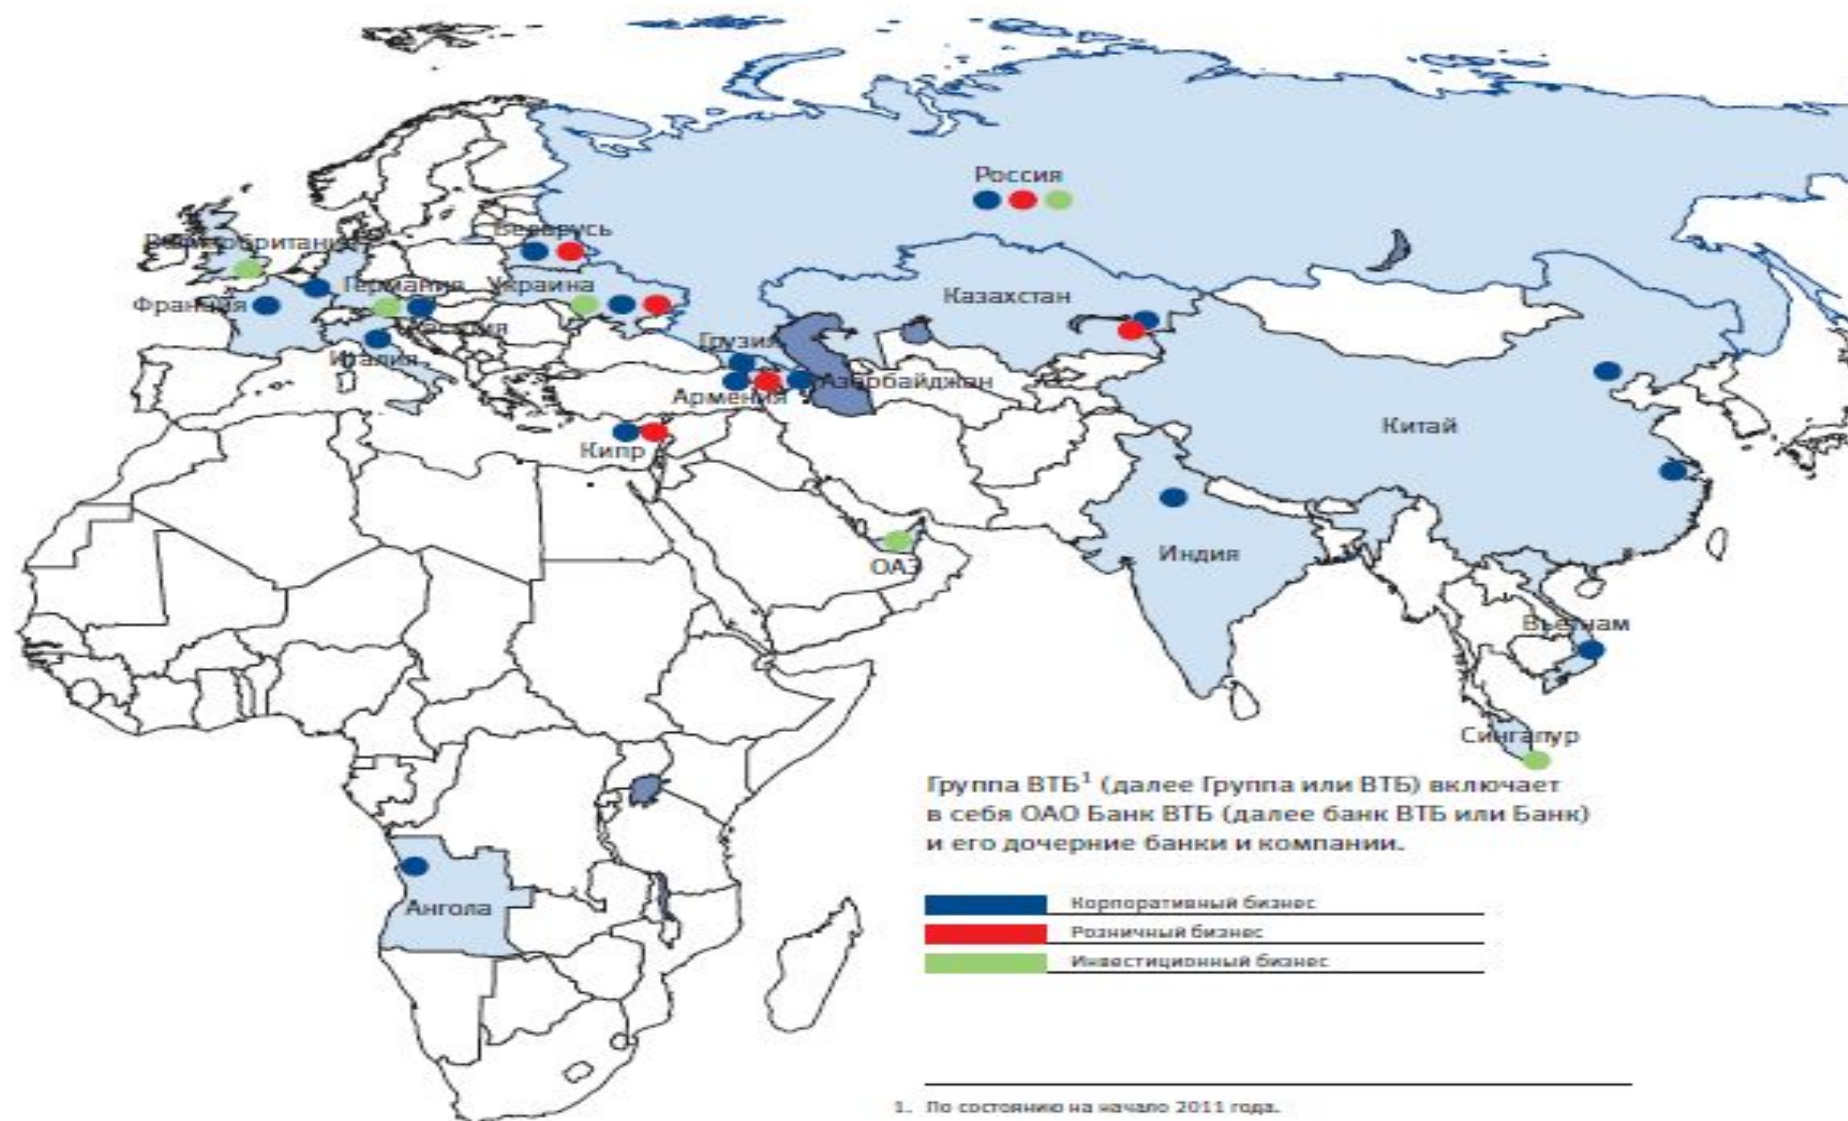 Россия
Беларусь
Великобритания
Германия
Украина
Франция
Казахстан
Австрия
Грузия
Италия
Азербайджан
Армения
Китай
Кипр
Индия
ОАЭ
Вьетнам
Сингапур
Группа ВТБ¹ (далее Группа или ВТБ) включает
в себя ОАО Банк ВТБ (далее банк ВТБ или Банк)
и его дочерние банки и компании.
Ангола
Корпоративный бизнес
Розничный бизнес
Инвестиционный бизнес
1. По состоянию на начало 2011 года.